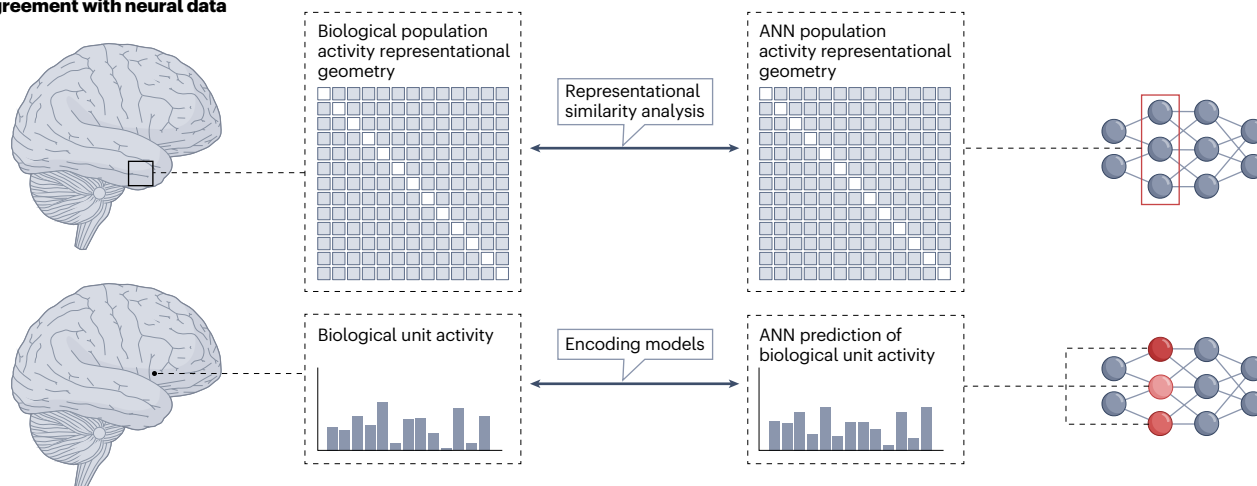 greement with neural data
Biological population
activity representational
geometry
Representational
similarity analysis
ANN population
activity representational
geometry
Biological unit activity
Encoding models
ANN prediction of
biological unit activity